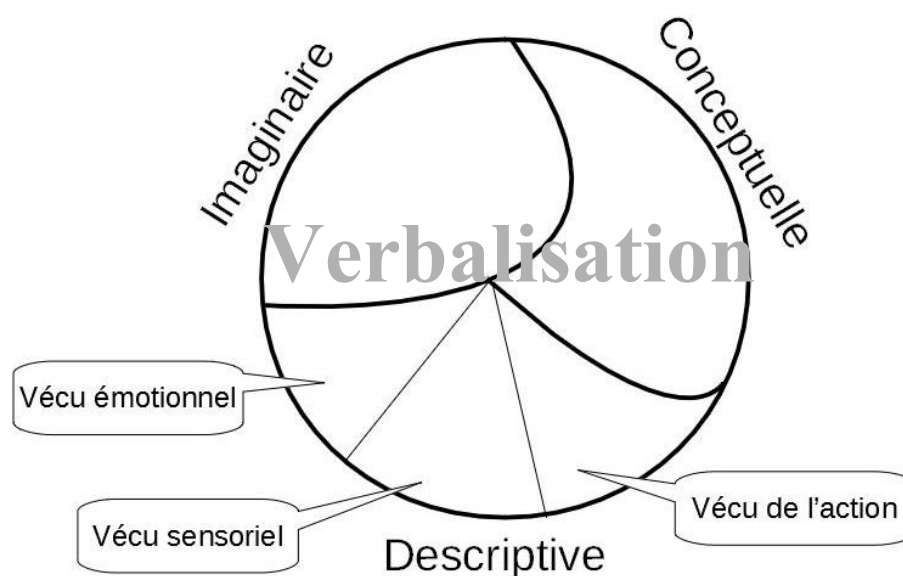 Imaginaire
Conceptuelle
Verbalisation
Vécu émotionnel
Vécu sensoriel
Vécu de l'action
Descriptive